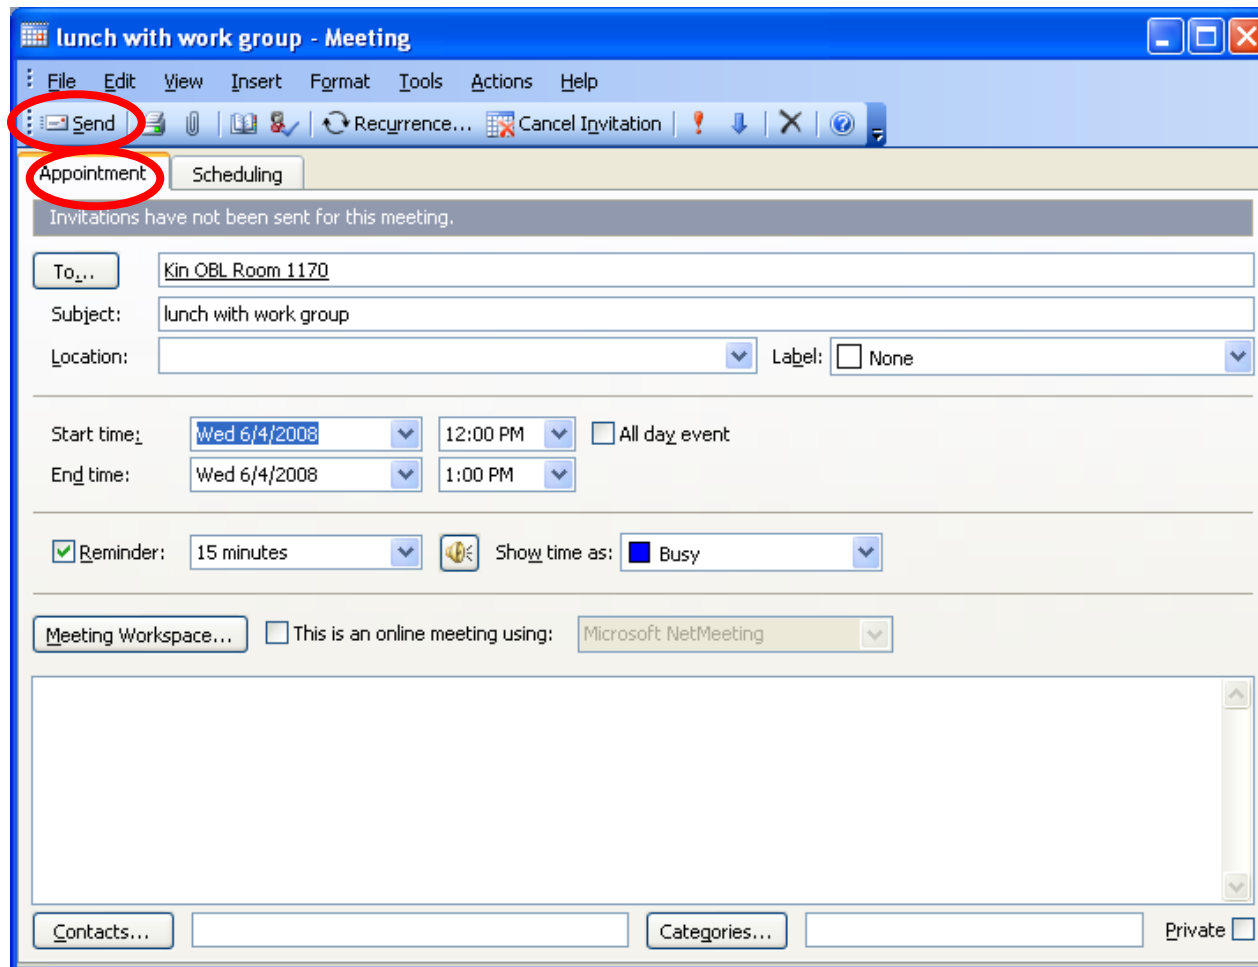 lunch with work group - Meeting
File Edit View Insert Format Tools Actions Help
Send Recurrence... Cancel Invitation
Appointment Scheduling
Invitations have not been sent for this meeting.
To... Kin OBL Room 1170
Subject: lunch with work group
Location: Label: None
Start time: Wed 6/4/2008 12:00 PM All day event
End time: Wed 6/4/2008 1:00 PM
Reminder: 15 minutes Show time as: Busy
Meeting Workspace... This is an online meeting using: Microsoft NetMeeting
Contacts... Categories... Private